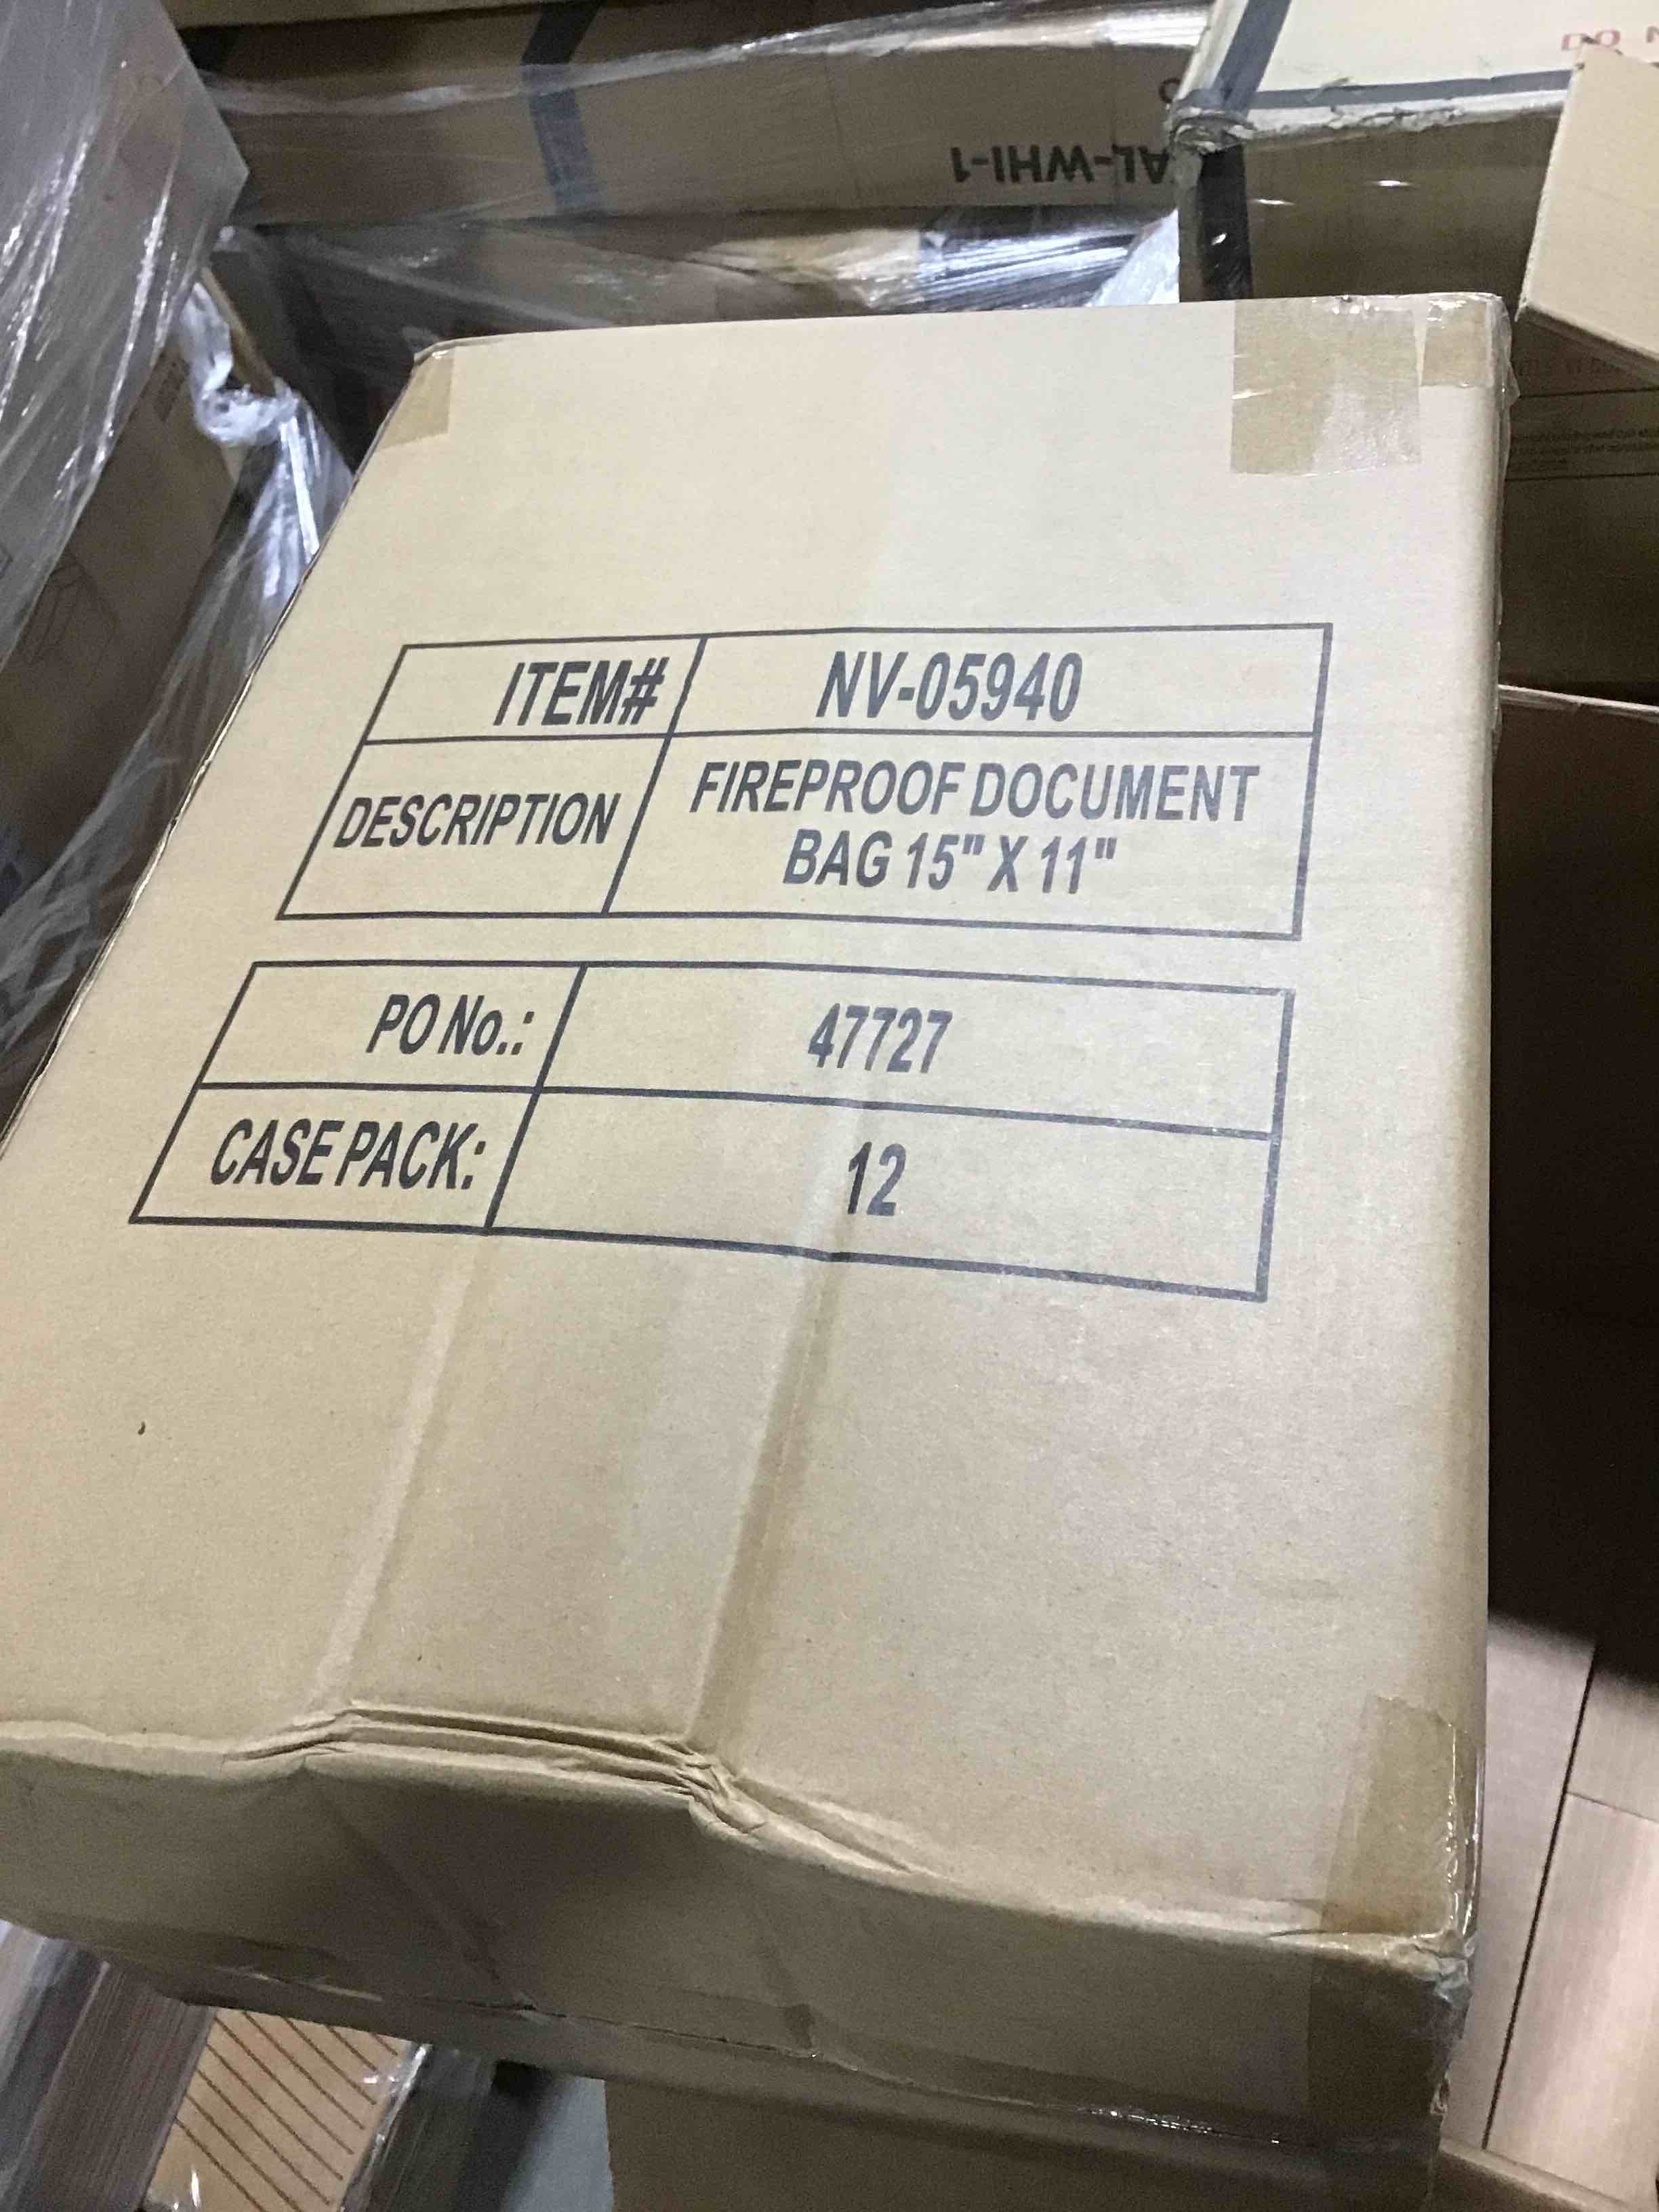 AL-WHI-1
ITEM# NV-05940
DESCRIPTION FIREPROOF DOCUMENT
BAG 15" X 11"
PO No.: 47727
CASE PACK: 12